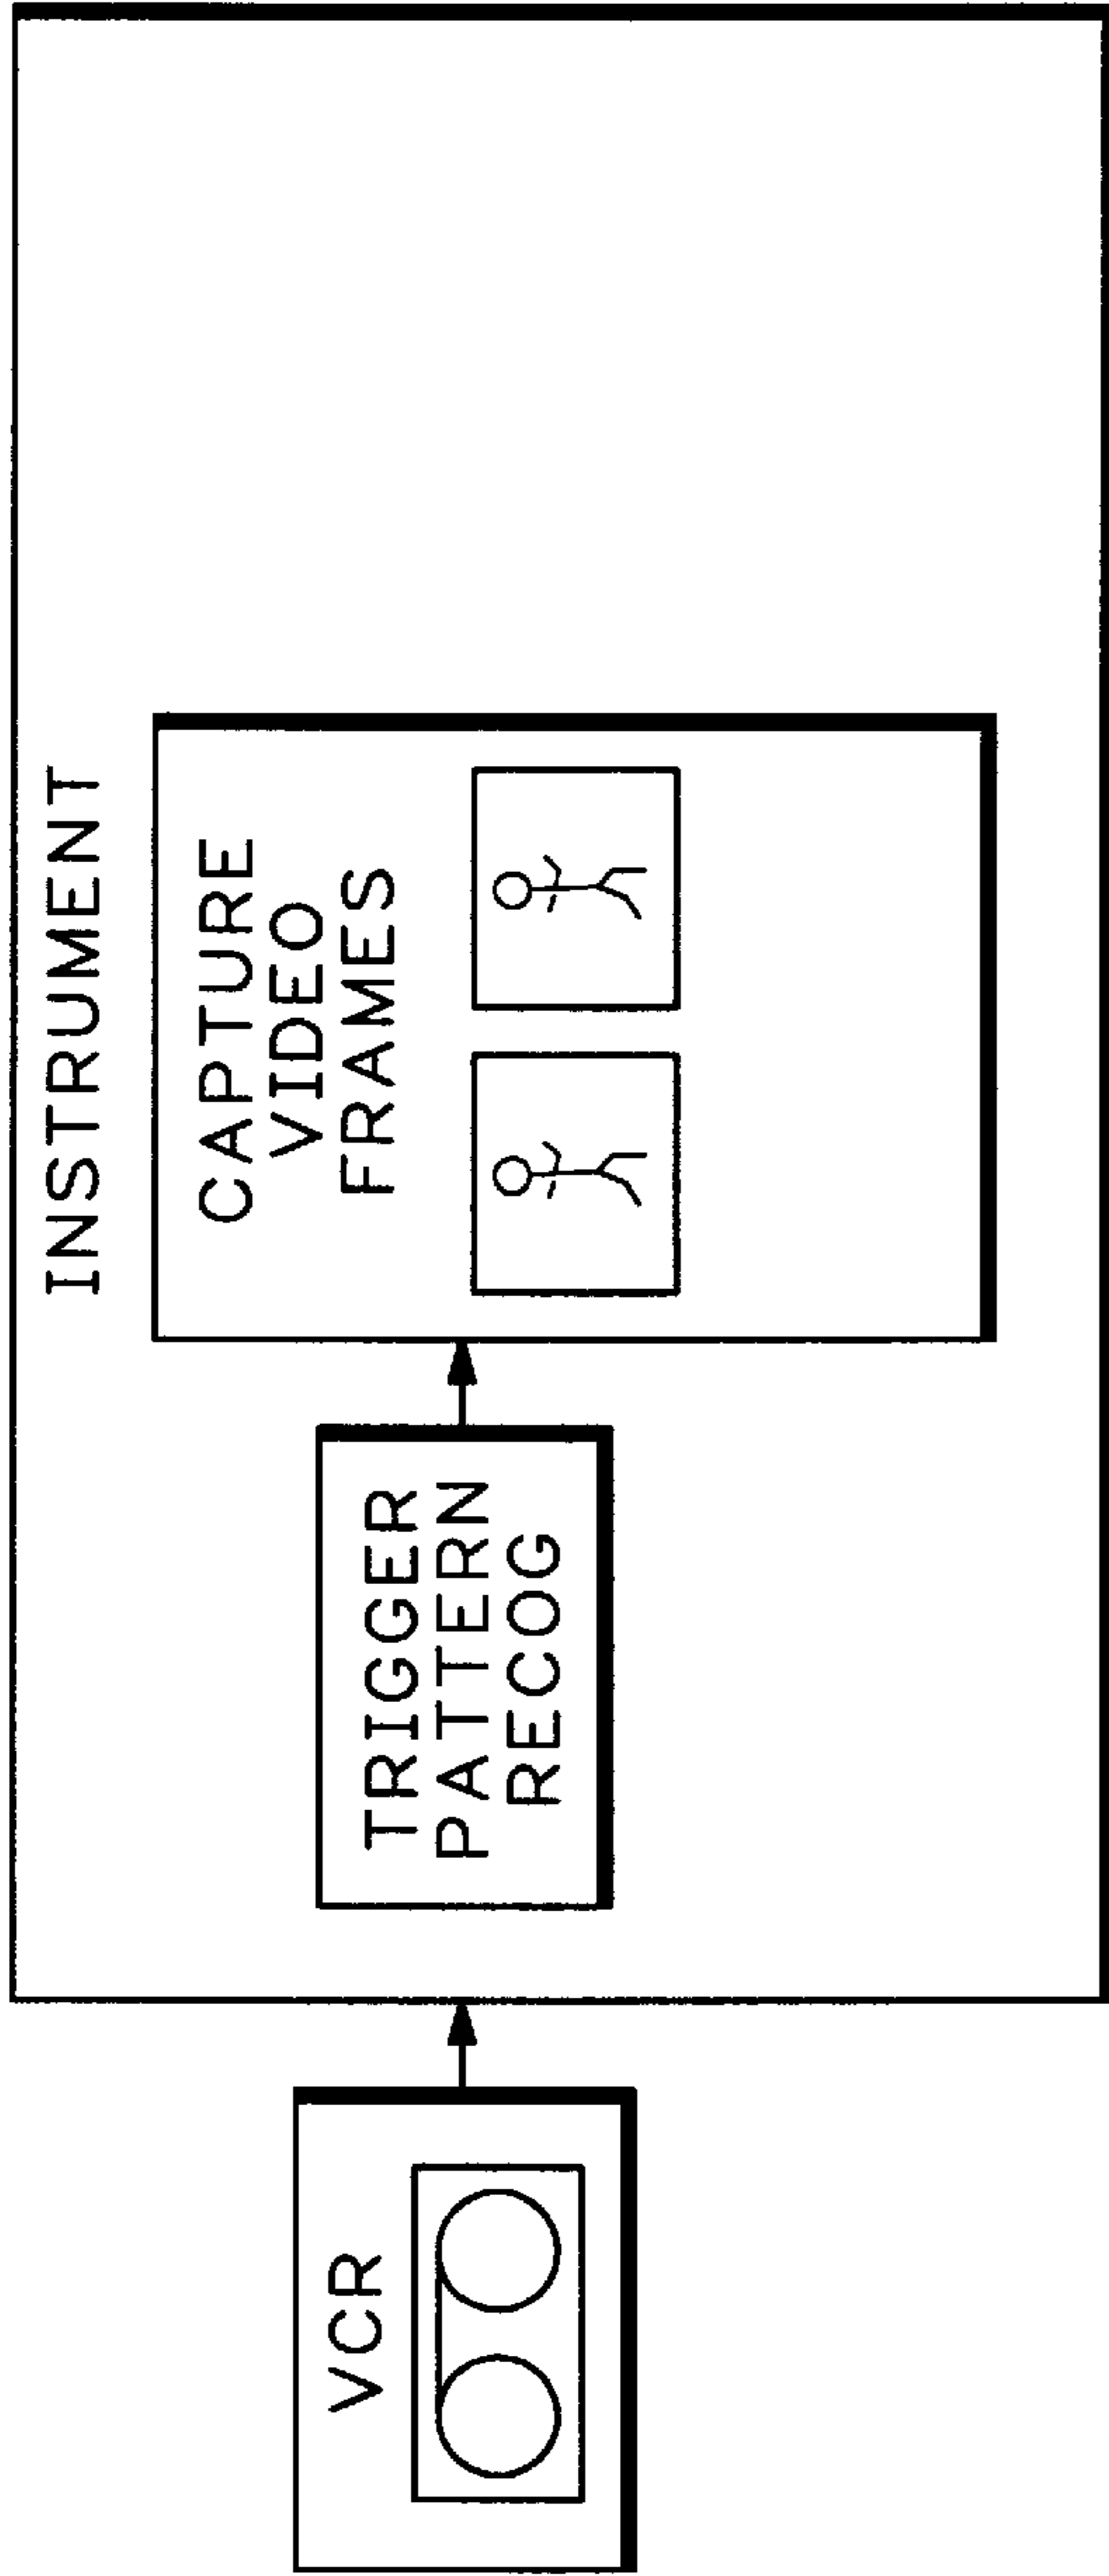 VCR
INSTRUMENT
TRIGGER
PATTERN
RECOG
CAPTURE
VIDEO
FRAMES